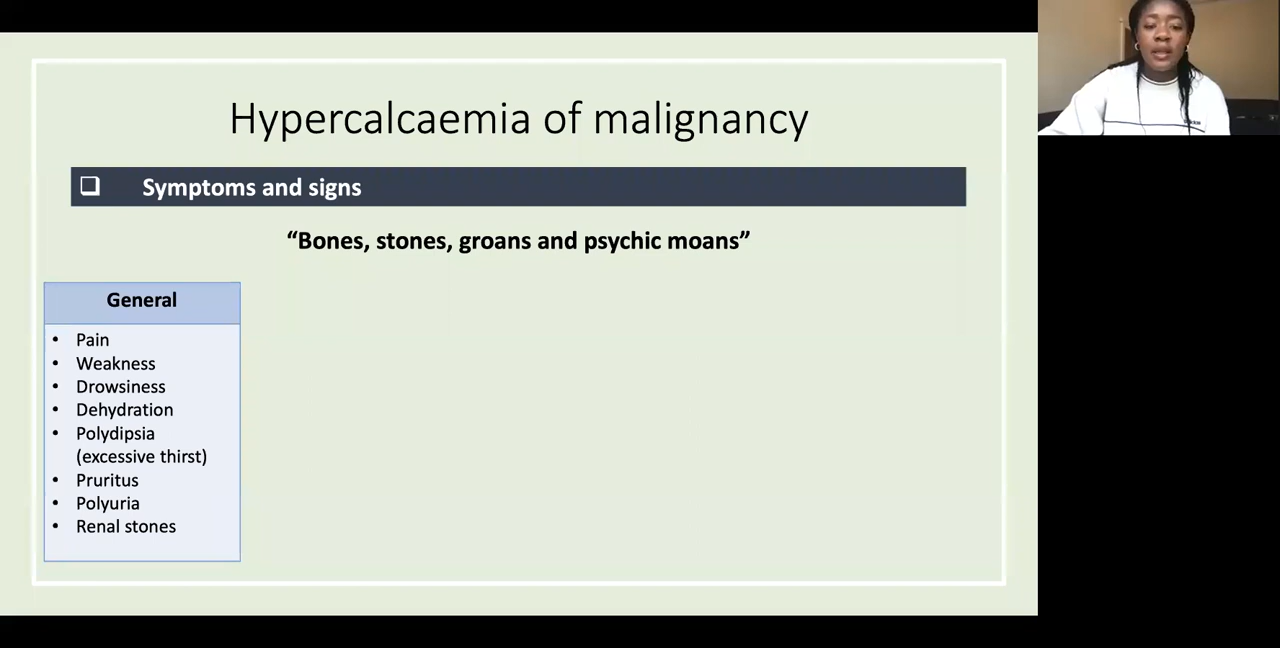 Hypercalcaemia of malignancy
Symptoms and signs
“Bones, stones, groans and psychic moans”
General
• Pain
• Weakness
• Drowsiness
• Dehydration
• Polydipsia
(excessive thirst)
• Pruritus
• Polyuria
• Renal stones